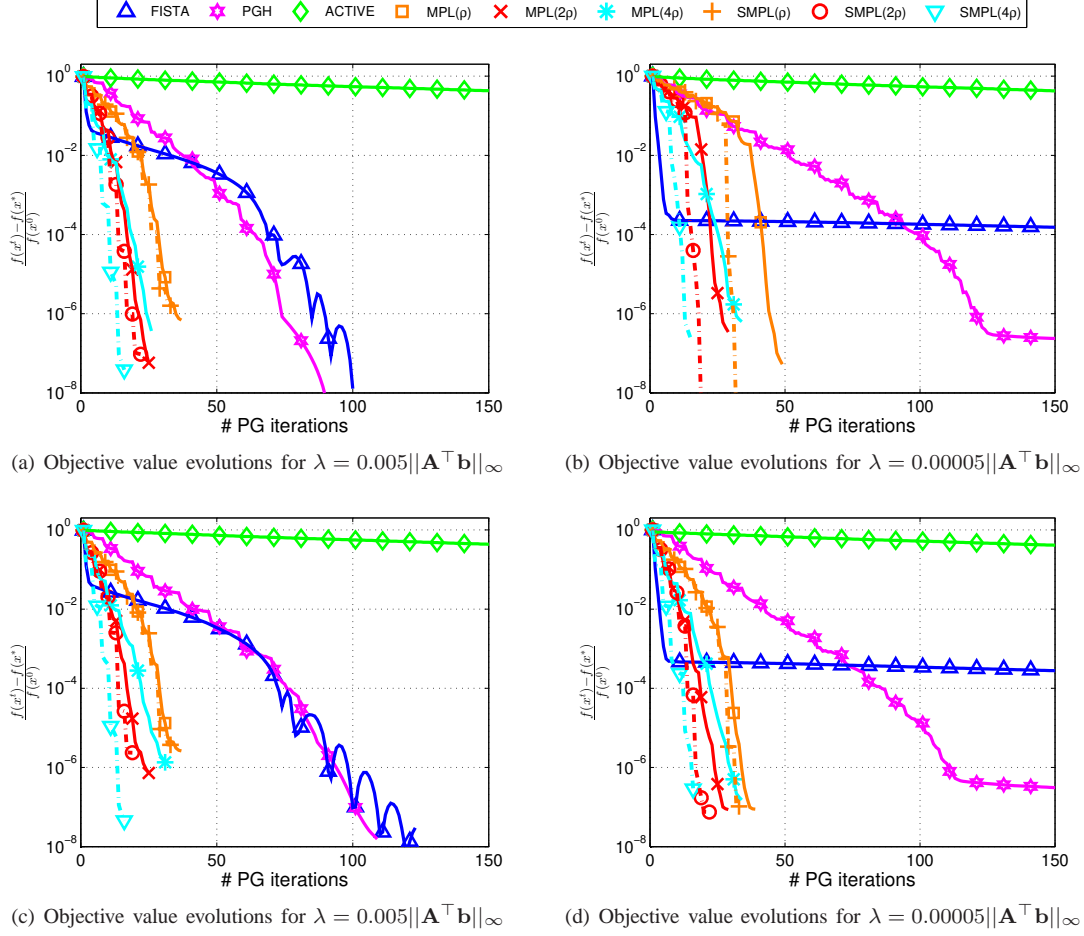 FISTA PGH ACTIVE MPL(ρ) MPL(2ρ) MPL(4ρ) SMPL(ρ) SMPL(2ρ) SMPL(4ρ)
10^0
10^-2
10^-4
10^-6
10^-8
f(x^t)−f(x^*)
f(x^0)
0 50 100 150
# PG iterations
(a) Objective value evolutions for λ = 0.005||A^⊤b||_∞
10^0
10^-2
10^-4
10^-6
10^-8
f(x^t)−f(x^*)
f(x^0)
0 50 100 150
# PG iterations
(b) Objective value evolutions for λ = 0.00005||A^⊤b||_∞
10^0
10^-2
10^-4
10^-6
10^-8
f(x^t)−f(x^*)
f(x^0)
0 50 100 150
# PG iterations
(c) Objective value evolutions for λ = 0.005||A^⊤b||_∞
10^0
10^-2
10^-4
10^-6
10^-8
f(x^t)−f(x^*)
f(x^0)
0 50 100 150
# PG iterations
(d) Objective value evolutions for λ = 0.00005||A^⊤b||_∞